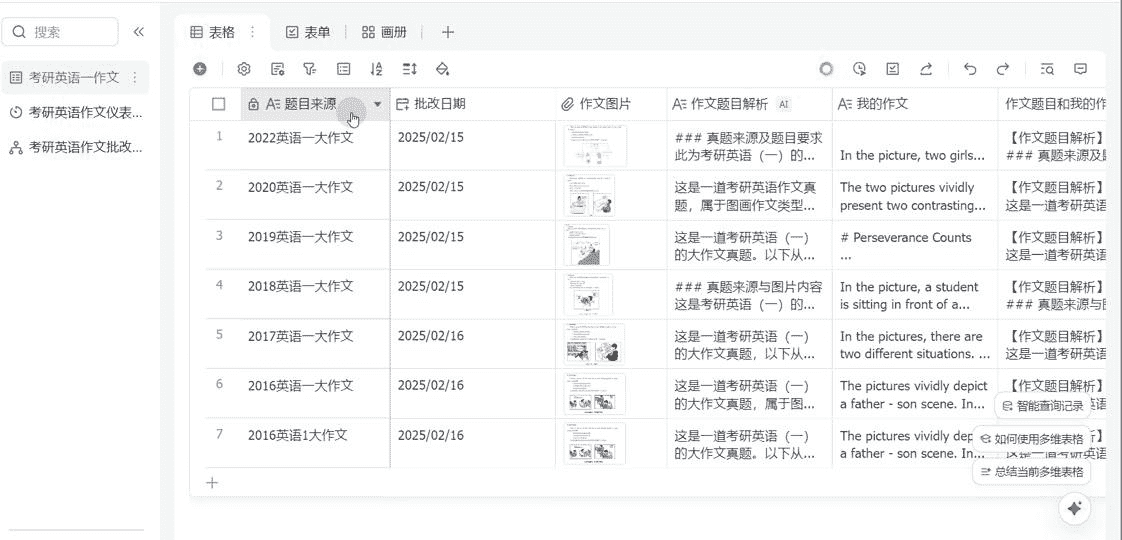 搜索
考研英语一作文
考研英语作文仪表...
考研英语作文批改...
表格
表单
画册
题目来源
批改日期
作文图片
作文题目解析 AI
我的作文
作文题目和我的作
1
2022英语一大作文
2025/02/15
### 真题来源及题目要求
此为考研英语（一）的...
In the picture, two girls...
【作文题目解析】
### 真题来源及
2
2020英语一大作文
2025/02/15
这是一道考研英语作文真
题，属于图画作文类型...
The two pictures vividly
present two contrasting...
【作文题目解析】
这是一道考研英语
3
2019英语一大作文
2025/02/15
这是一道考研英语（一）
的大作文真题。以下从...
# Perseverance Counts
...
【作文题目解析】
这是一道考研英语
4
2018英语一大作文
2025/02/15
### 真题来源与图片内容
这是考研英语（一）的...
In the picture, a student
is sitting in front of a...
【作文题目解析】
### 真题来源与
5
2017英语一大作文
2025/02/16
这是一道考研英语（一）
的大作文真题，以下从...
In the pictures, there are
two different situations. ...
【作文题目解析】
这是一道考研英语
6
2016英语一大作文
2025/02/16
这是一道考研英语（一）
的大作文真题，属于图...
The pictures vividly depict
a father - son scene. In...
【作文题目解析】
智能查询记录
7
2016英语1大作文
2025/02/16
这是一道考研英语（一）
的大作文真题。以下从...
The pictures vividly dep
a father - son scene. In...
如何使用多维表格
总结当前多维表格